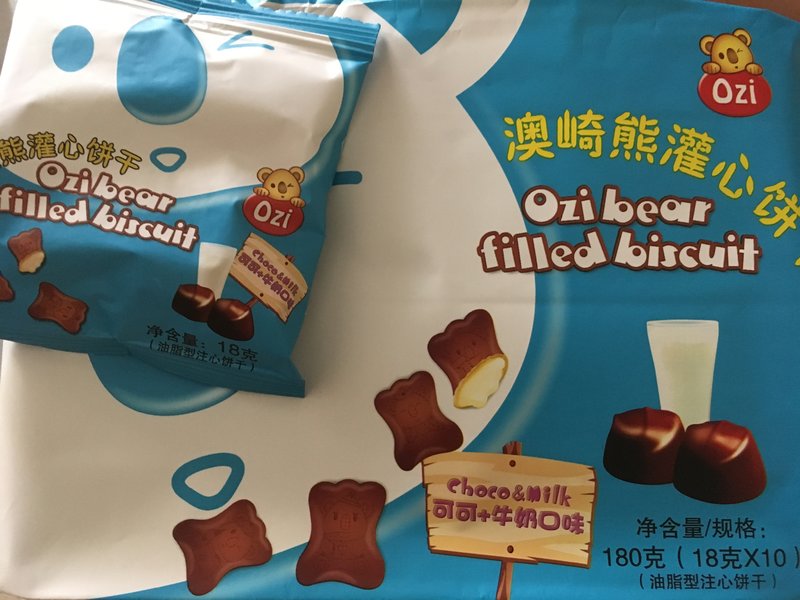 熊灌心饼干
Ozi bear
filled biscuit
Ozi
Choco&Milk
可可+牛奶口味
净含量：18克
（油脂型注心饼干）
Ozi
澳崎熊灌心饼
Ozi bear
filled biscuit
Choco&Milk
可可+牛奶口味
净含量/规格：
180克（18克X10）
（油脂型注心饼干）